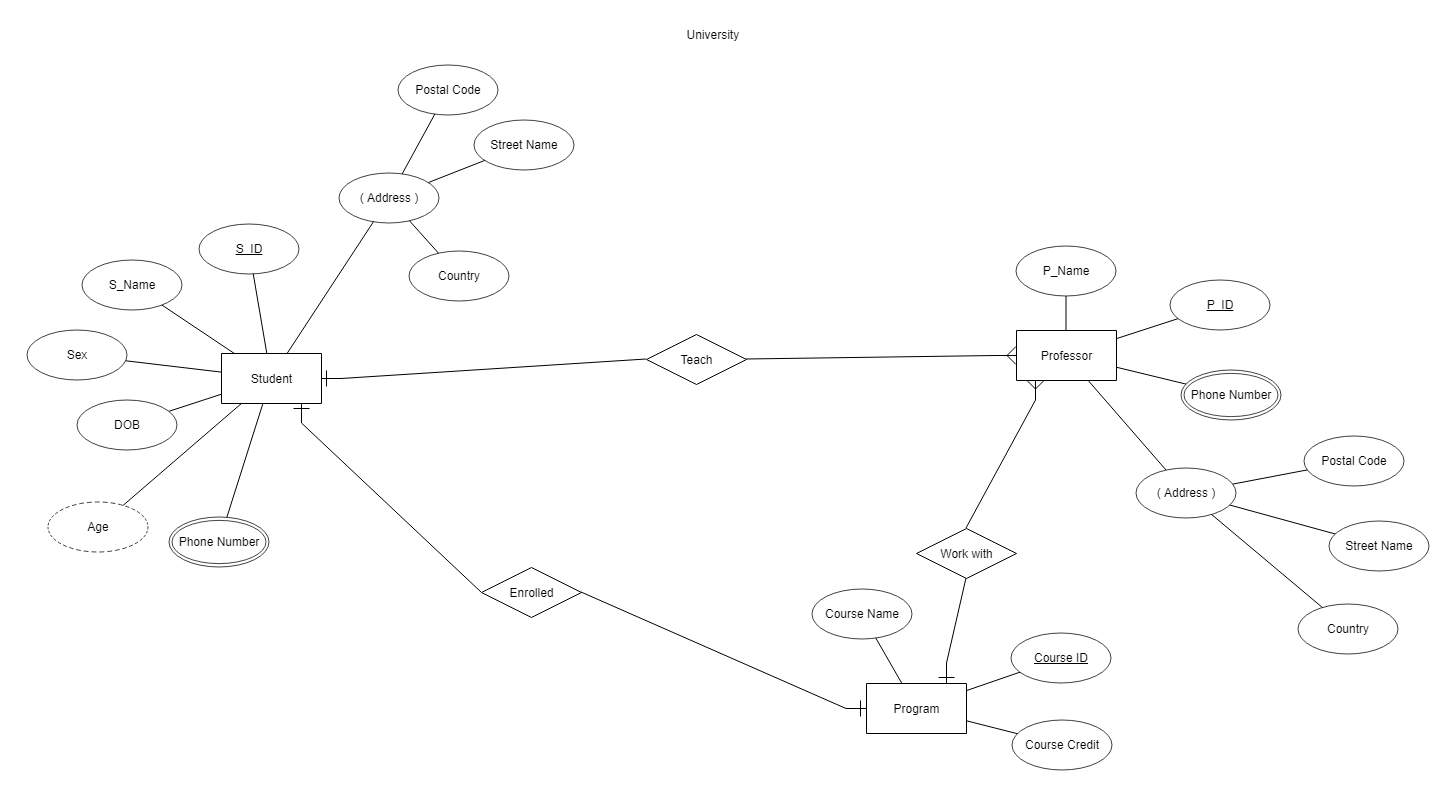 University
Postal Code
Street Name
( Address )
S_ID
Country
S_Name
P_Name
P_ID
Sex
Student
Teach
Professor
Phone Number
DOB
Postal Code
( Address )
Age
Phone Number
Street Name
Work with
Enrolled
Course Name
Country
Course ID
Program
Course Credit